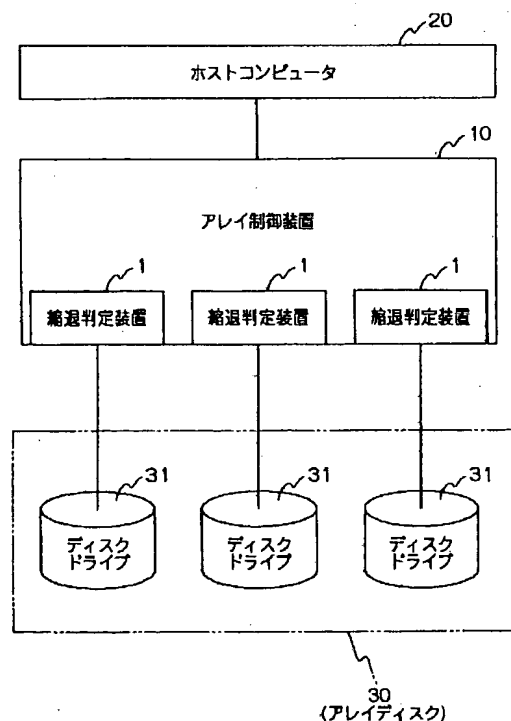 20
ホストコンピュータ
10
アレイ制御装置
1 1 1
縮退判定装置 縮退判定装置 縮退判定装置
31 31 31
ディスク ディスク ディスク
ドライブ ドライブ ドライブ
30
(アレイディスク)